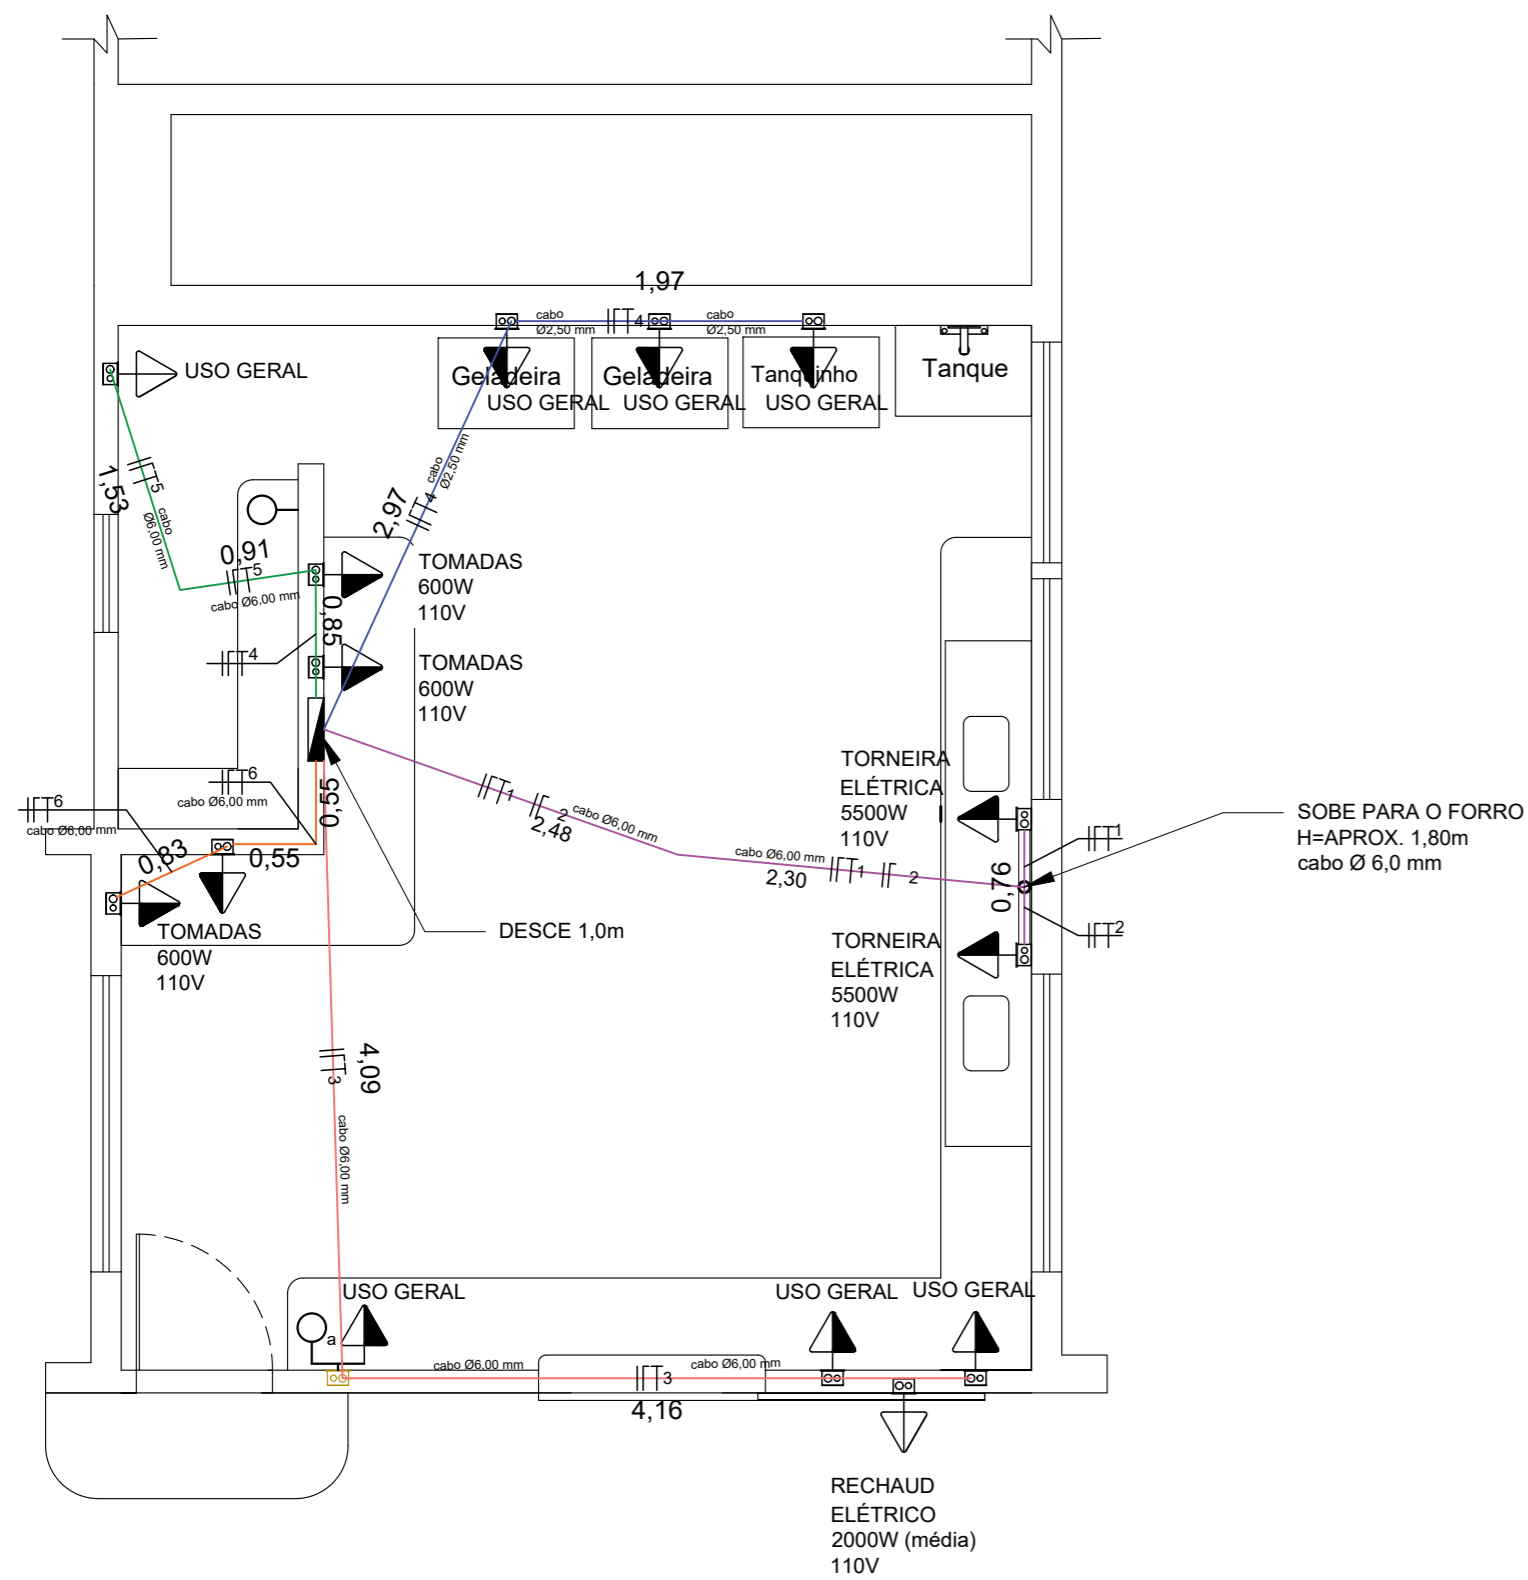 1,97
cabo
Ø2,50 mm
4
cabo
Ø2,50 mm
USO GERAL
Geladeira
USO GERAL
Geladeira
USO GERAL
Tanquinho
USO GERAL
Tanque
5
1,53
cabo
Ø6,00 mm
2,97
4
cabo
Ø2,50 mm
0,91
5
cabo Ø6,00 mm
0,85
TOMADAS
600W
110V
4
TOMADAS
600W
110V
6
cabo Ø6,00 mm
6
cabo Ø6,00 mm
0,55
0,83
0,55
TOMADAS
600W
110V
DESCE 1,0m
1
2
cabo Ø6,00 mm
2,48
cabo Ø6,00 mm
1
2
2,30
TORNEIRA
ELÉTRICA
5500W
110V
0,76
1
2
SOBE PARA O FORRO
H=APROX. 1,80m
cabo Ø 6,0 mm
TORNEIRA
ELÉTRICA
5500W
110V
3
4,09
cabo Ø6,00 mm
USO GERAL
a
USO GERAL
USO GERAL
cabo Ø6,00 mm
3
cabo Ø6,00 mm
4,16
RECHAUD
ELÉTRICO
2000W (média)
110V